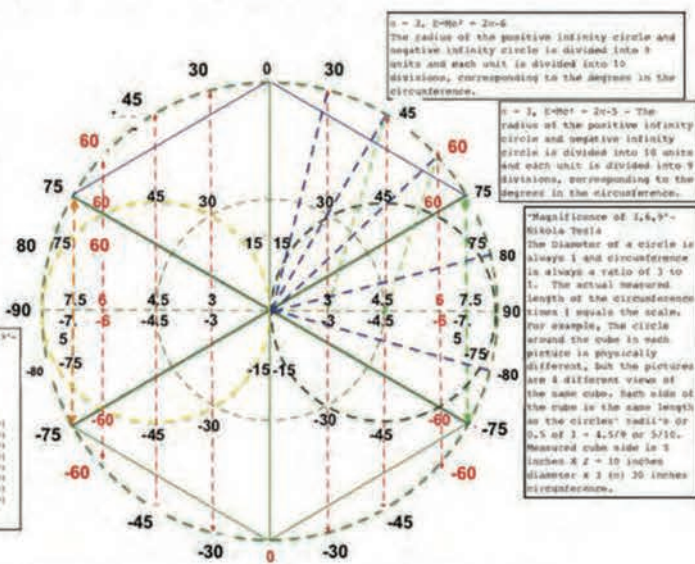 The radius of the positive infinity circle and
negative infinity circle is divided into 9
units and each unit is divided into 10
divisions, corresponding to the degrees in the
circumference.
The
radius of the positive infinity
circle and negative infinity
circle is divided into 10 units
and each unit is divided into 9
divisions, corresponding to the
degrees in the circumference.
"Magnificence of 3,6,9"-
Nikola Tesla
The Diameter of a circle is
always 1 and circumference
is always a ratio of 3 to
1. The actual measured
length of the circumference
times 1 equals the scale.
For example, The circle
around the cube in each
picture is physically
different, but the pictures
are 4 different views of
the same cube. Each side of
the cube is the same length
as the circles' radii's or
0.5 of 1 = 4.5/9 or 5/10.
Measured cube side is 5
inches X 2 = 10 inches
diameter x 3 (n) 30 inches
circumference.
30 0 30
45 45
60 60
75 60 45 30 30 45 60 75
80 75 60 15 15 75 80
-90 7.5 6 4.5 3 3 4.5 6 7.5 90
-7.5 -6 -4.5 -3 -3 -4.5 -6 -7.5
-80 -75 -15 -15 -75 -80
-75 -60 -45 -30 -30 -45 -60 -75
-60 -60
-45 -45
-30 0 -30